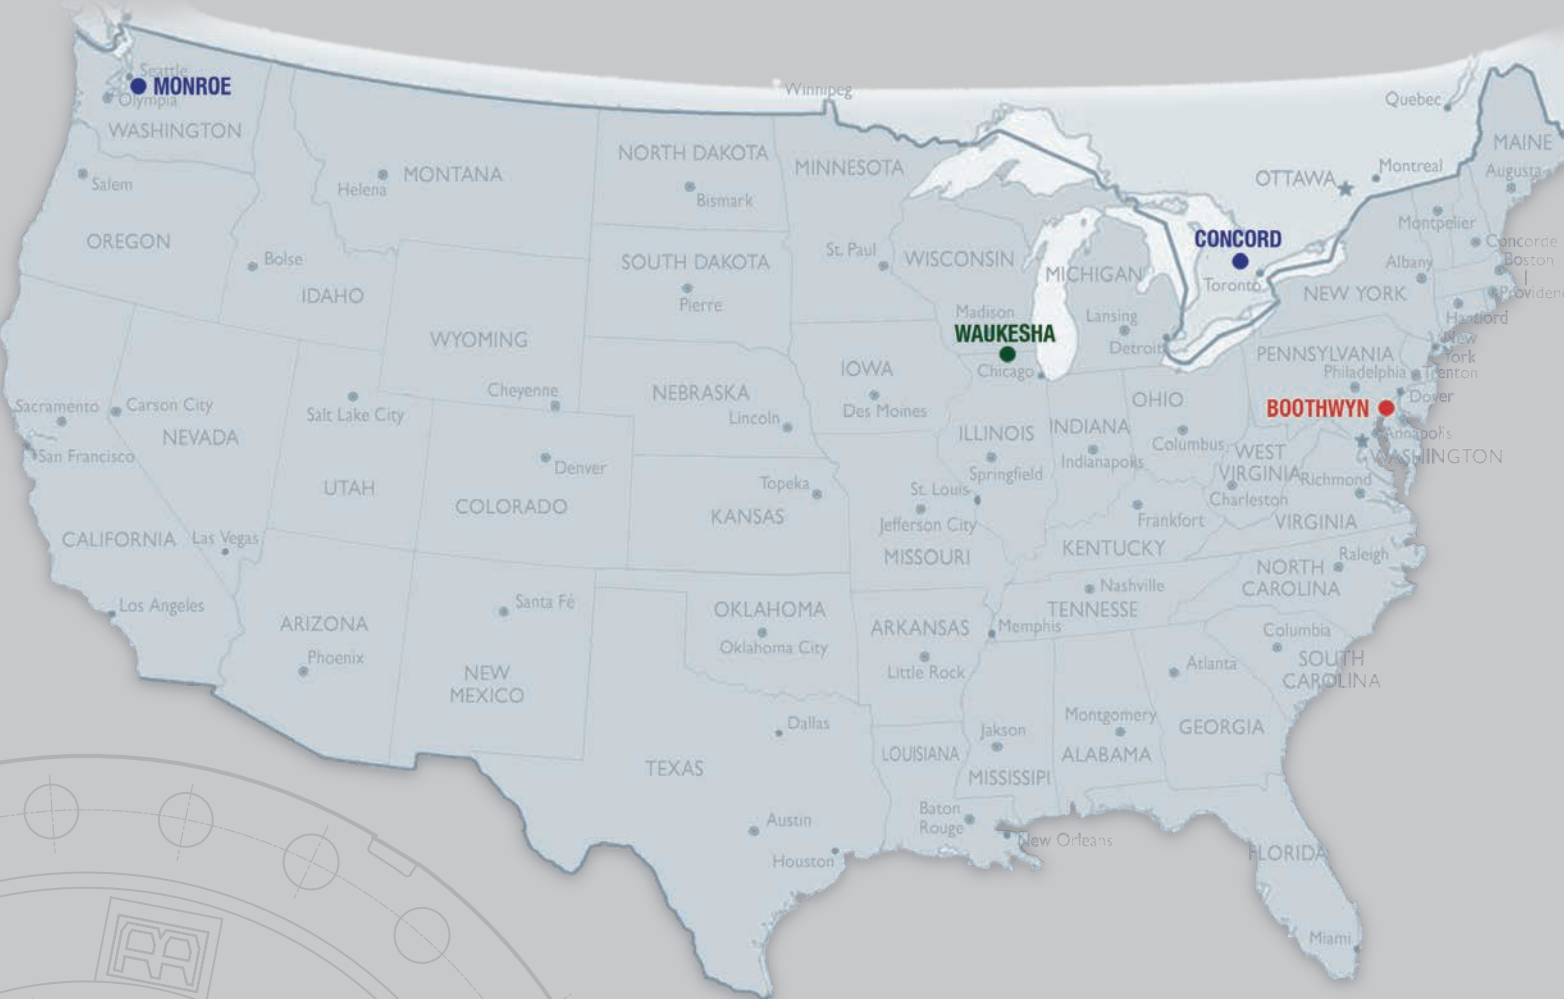 Seattle
MONROE
Olympia
WASHINGTON
Salem
OREGON
Helena
MONTANA
Boise
IDAHO
WYOMING
Cheyenne
NORTH DAKOTA
Bismark
SOUTH DAKOTA
Pierre
NEBRASKA
Lincoln
Winnipeg
MINNESOTA
St. Paul
WISCONSIN
Madison
WAUKESHA
Chicago
MICHIGAN
Lansing
Detroit
IOWA
Des Moines
CONCORD
Toronto
OTTAWA
Montreal
Quebec
MAINE
Augusta
Montpelier
Concorde
Boston
Providen
Albany
NEW YORK
Hartford
New
York
PENNSYLVANIA
Philadelphia
Trenton
Dover
BOOTHWYN
Annapolis
WASHINGTON
Sacramento
Carson City
NEVADA
San Francisco
Salt Lake City
UTAH
Denver
COLORADO
Topeka
KANSAS
ILLINOIS
Springfield
St. Louis
Jefferson City
MISSOURI
INDIANA
Indianapolis
OHIO
Columbus
WEST
VIRGINIA
Charleston
Richmond
VIRGINIA
Frankfort
KENTUCKY
CALIFORNIA
Las Vegas
Los Angeles
ARIZONA
Phoenix
Santa Fé
NEW
MEXICO
OKLAHOMA
Oklahoma City
ARKANSAS
Little Rock
Nashville
TENNESSE
Memphis
Raleigh
NORTH
CAROLINA
Columbia
SOUTH
CAROLINA
Atlanta
GEORGIA
Montgomery
ALABAMA
Jakson
MISSISSIPI
LOUISIANA
Baton
Rouge
New Orleans
Dallas
TEXAS
Austin
Houston
FLORIDA
Miami